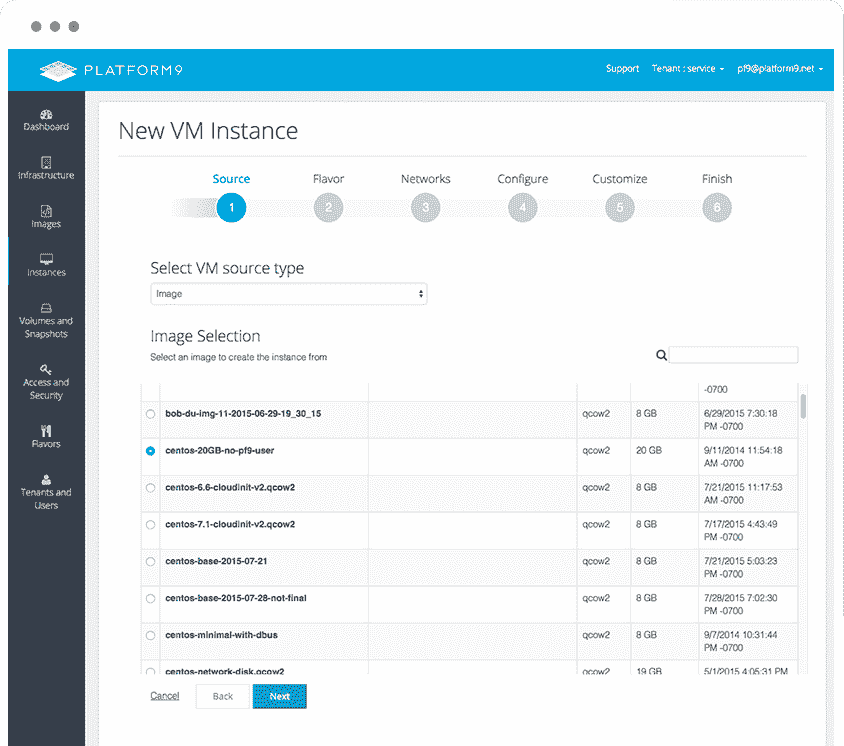 PLATFORM9
Support Tenant : service pf9@platform9.net
Dashboard
Infrastructure
Images
Instances
Volumes and
Snapshots
Access and
Security
Flavors
Tenants and
Users
New VM Instance
Source Flavor Networks Configure Customize Finish
1 2 3 4 5 6
Select VM source type
Image
Image Selection
Select an image to create the instance from
-0700
bob-du-img-11-2015-06-29-19_30_15 qcow2 8 GB 6/29/2015 7:30:18
PM -0700
centos-20GB-no-pf9-user qcow2 20 GB 9/11/2014 11:54:18
AM -0700
centos-6.6-cloudinit-v2.qcow2 qcow2 8 GB 7/21/2015 11:17:53
AM -0700
centos-7.1-cloudinit-v2.qcow2 qcow2 8 GB 7/17/2015 4:43:49
PM -0700
centos-base-2015-07-21 qcow2 8 GB 7/21/2015 5:03:23
PM -0700
centos-base-2015-07-28-not-final qcow2 8 GB 7/28/2015 7:02:30
PM -0700
centos-minimal-with-dbus qcow2 8 GB 9/7/2014 10:31:44
PM -0700
centos-network-disk.qcow2 qcow2 19 GB 5/1/2015 4:05:31 PM
Cancel Back Next